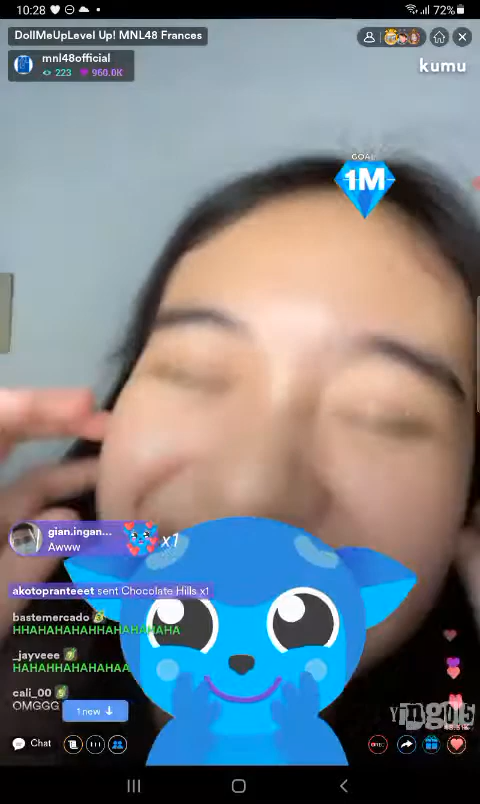 10:28
72%
DollMeUpLevel Up! MNL48 Frances
mnl48official
223 960.0K
kumu
GOAL
1M
gian.ingan...
Awww
x1
akotopranteeet sent Chocolate Hills x1
bastemercado
HHAHAHAHAHHAHAHAHAHA
_jayveee
HAHAHHAHAHAHAA
cali_00
OMGGG
1 new
Chat